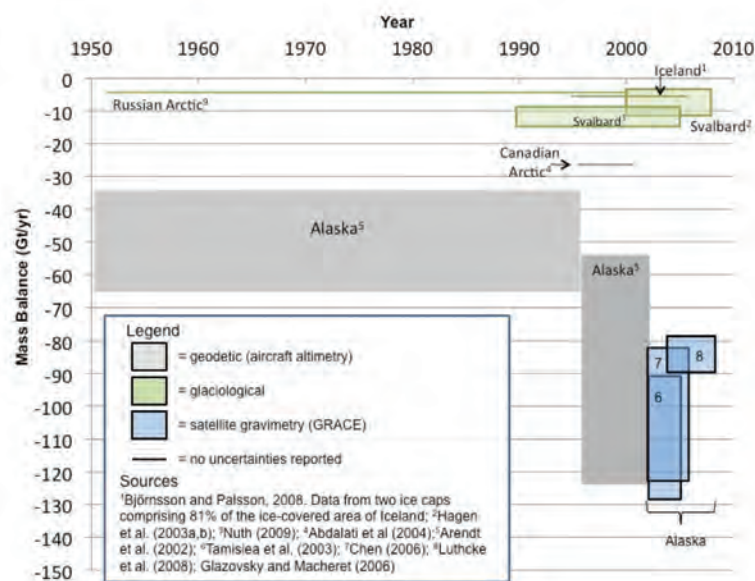 Year
1950 1960 1970 1980 1990 2000 2010
Mass Balance (Gt/yr)
0
-10
-20
-30
-40
-50
-60
-70
-80
-90
-100
-110
-120
-130
-140
-150
Iceland¹
Russian Arctic⁹
Svalbard³
Svalbard²
Canadian
Arctic⁴
Alaska⁵
Alaska⁵
7
8
6
Alaska
Legend
= geodetic (aircraft altimetry)
= glaciological
= satellite gravimetry (GRACE)
= no uncertainties reported
Sources
¹Björnsson and Palsson, 2008. Data from two ice caps
comprising 81% of the ice-covered area of Iceland; ²Hagen
et al. (2003a,b); ³Nuth (2009); ⁴Abdalati et al (2004);⁵Arendt
et al. (2002); ⁶Tamisiea et al. (2003); ⁷Chen (2006); ⁸Luthcke
et al. (2008); Glazovsky and Macheret (2006)